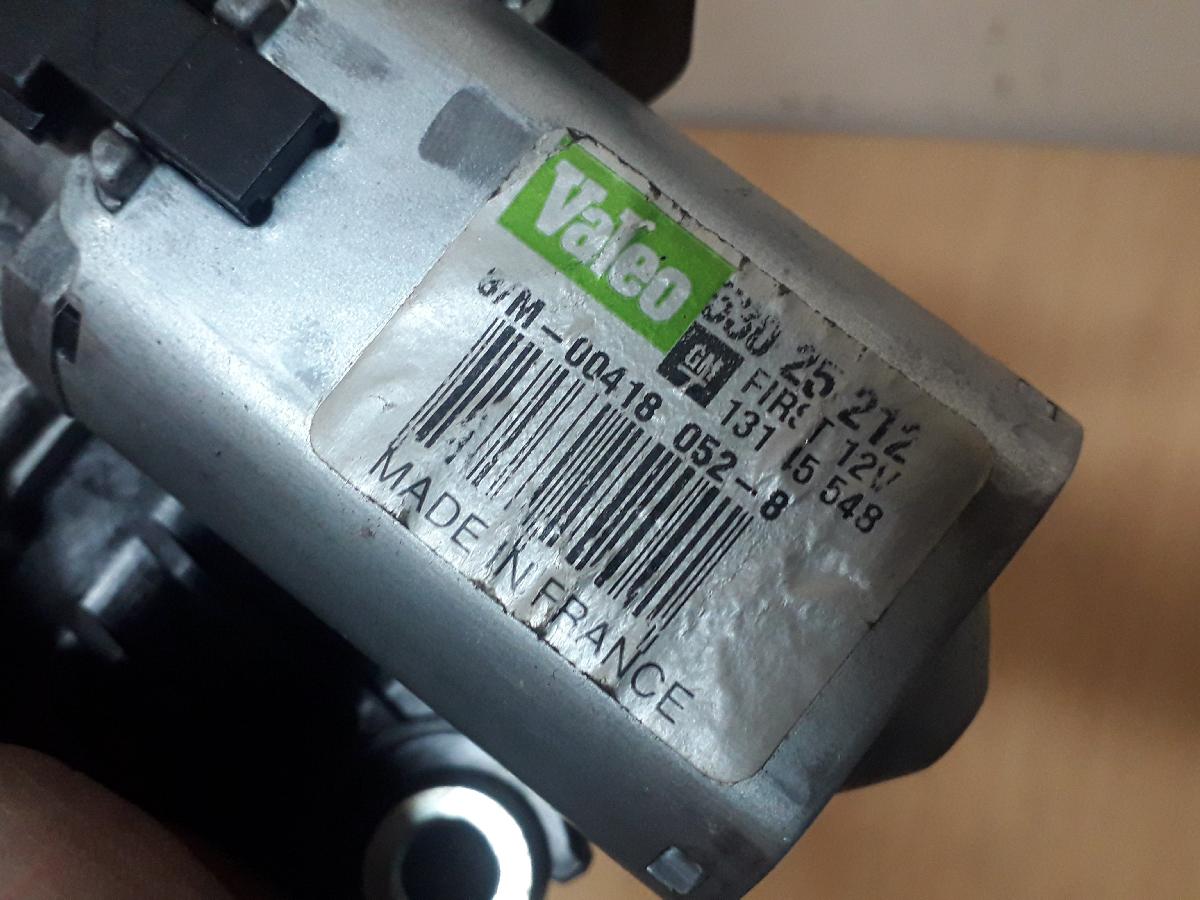 Valeo
530 25 212
GM FIRST 12V
131 15 548
-00418 052-8
MADE IN FRANCE